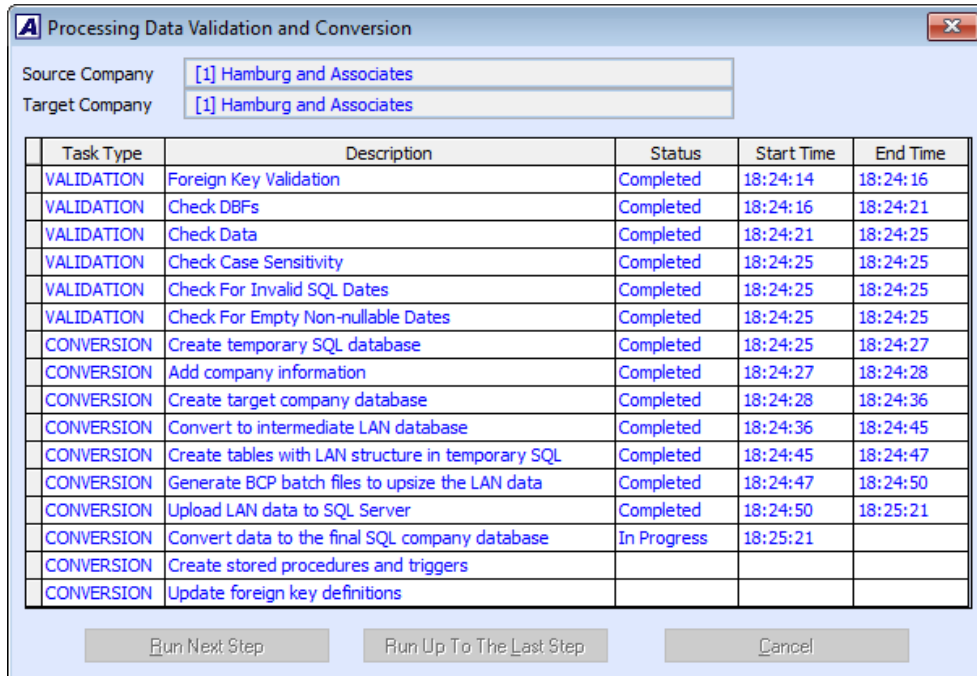 A Processing Data Validation and Conversion
Source Company [1] Hamburg and Associates
Target Company [1] Hamburg and Associates
Task Type Description Status Start Time End Time
VALIDATION Foreign Key Validation Completed 18:24:14 18:24:16
VALIDATION Check DBFs Completed 18:24:16 18:24:21
VALIDATION Check Data Completed 18:24:21 18:24:25
VALIDATION Check Case Sensitivity Completed 18:24:25 18:24:25
VALIDATION Check For Invalid SQL Dates Completed 18:24:25 18:24:25
VALIDATION Check For Empty Non-nullable Dates Completed 18:24:25 18:24:25
CONVERSION Create temporary SQL database Completed 18:24:25 18:24:27
CONVERSION Add company information Completed 18:24:27 18:24:28
CONVERSION Create target company database Completed 18:24:28 18:24:36
CONVERSION Convert to intermediate LAN database Completed 18:24:36 18:24:45
CONVERSION Create tables with LAN structure in temporary SQL Completed 18:24:45 18:24:47
CONVERSION Generate BCP batch files to upsize the LAN data Completed 18:24:47 18:24:50
CONVERSION Upload LAN data to SQL Server Completed 18:24:50 18:25:21
CONVERSION Convert data to the final SQL company database In Progress 18:25:21
CONVERSION Create stored procedures and triggers
CONVERSION Update foreign key definitions
Run Next Step Run Up To The Last Step Cancel